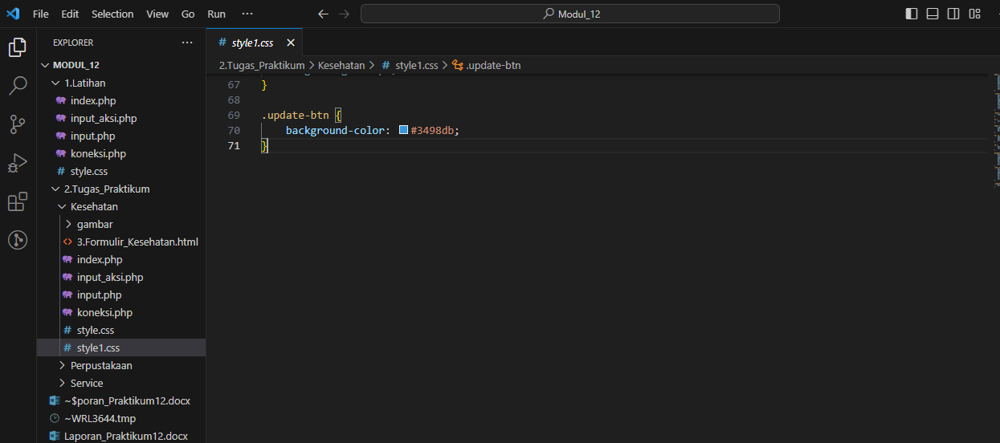 File Edit Selection View Go Run ··· Modul_12
EXPLORER ···
style1.css
2.Tugas_Praktikum > Kesehatan > # style1.css > .update-btn
MODUL_12
1.Latihan
index.php
input_aksi.php
input.php
koneksi.php
# style.css
2.Tugas_Praktikum
Kesehatan
gambar
<> 3.Formulir_Kesehatan.html
index.php
input_aksi.php
input.php
koneksi.php
# style.css
# style1.css
Perpustakaan
Service
~$poran_Praktikum12.docx
~WRL3644.tmp
Laporan_Praktikum12.docx
67 }
68
69 .update-btn {
70 background-color: #3498db;
71 }